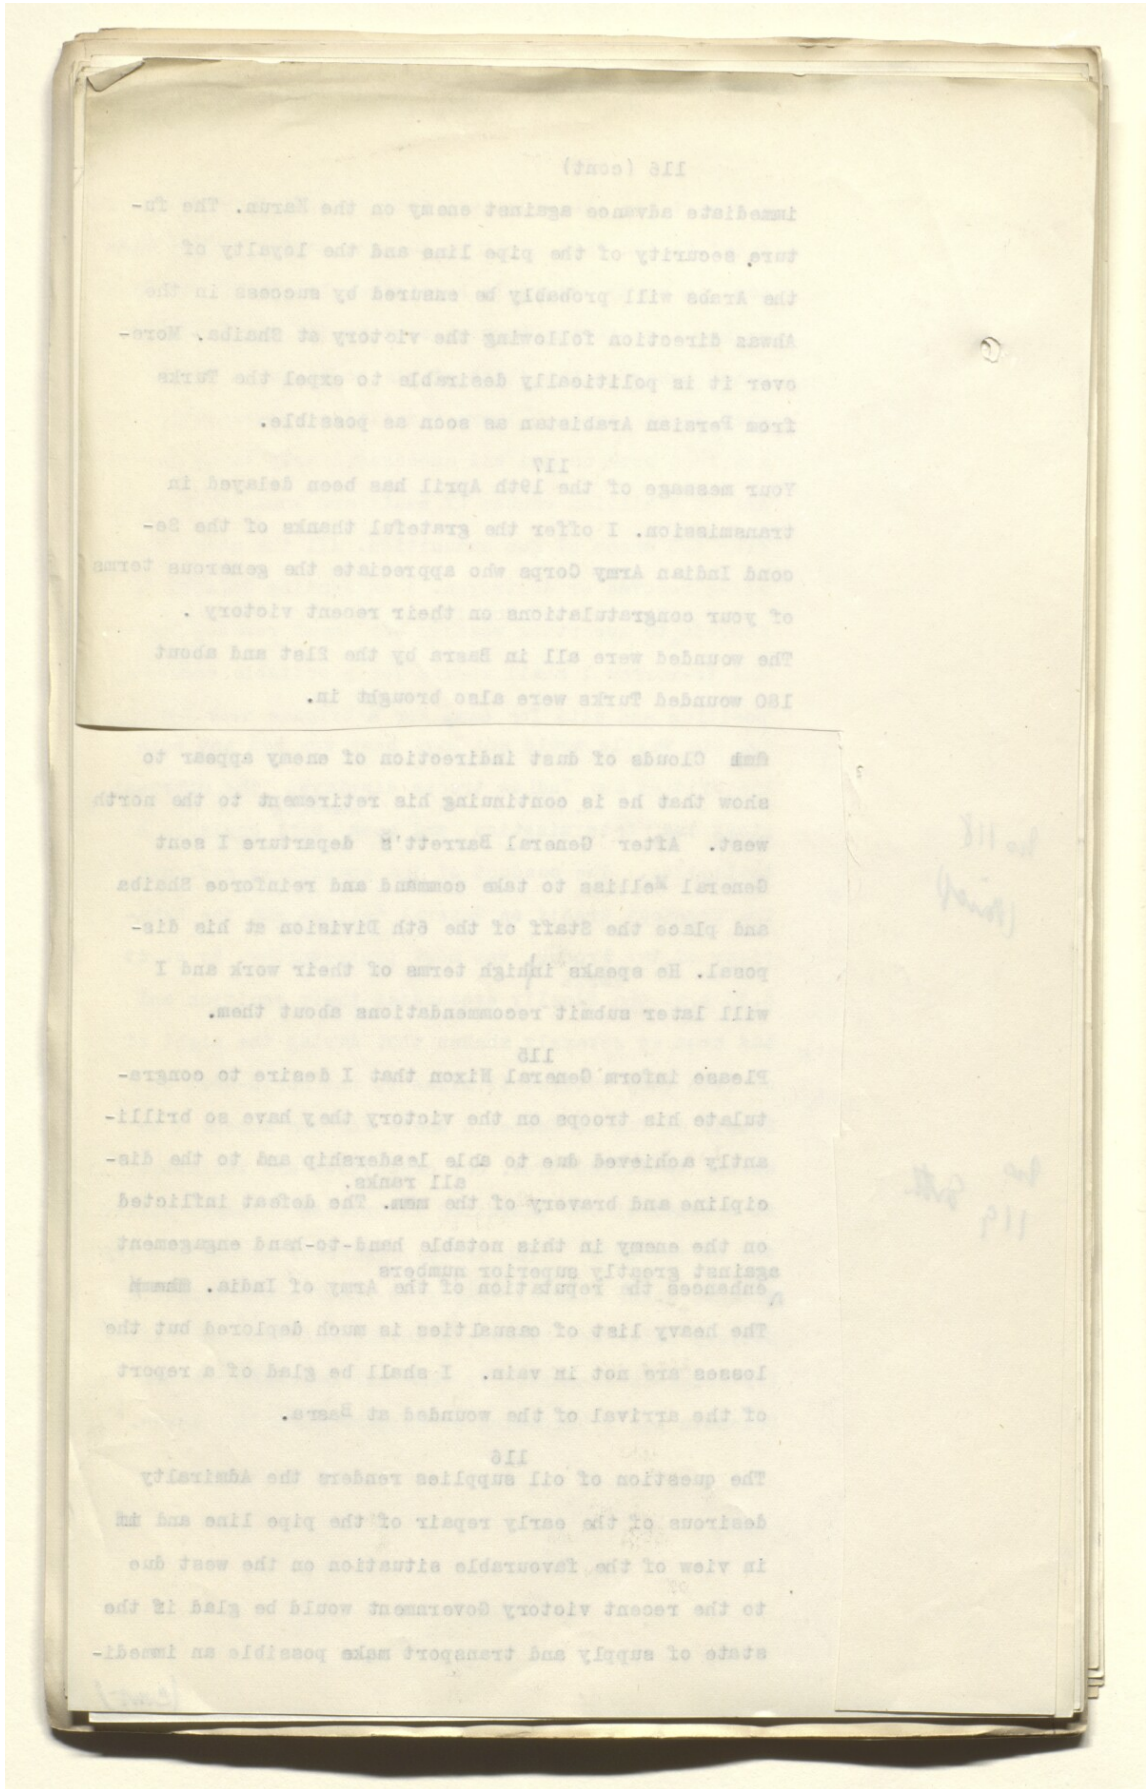 116 (cont)
immediate advance against enemy on the Karun. The fu-
ture security of the pipe line and the loyalty of
the Arabs will probably be ensured by success in the
Ahwas direction following the victory at Shaiba. More-
over it is politically desirable to expel the Turks
from Persian Arabistan as soon as possible.
117
Your message of the 19th April has been delayed in
transmission. I offer the grateful thanks of the Se-
cond Indian Army Corps who appreciate the generous terms
of your congratulations on their recent victory .
The wounded were all in Basra by the 21st and about
180 wounded Turks were also brought in.
Clouds of dust indirection of enemy appear to
show that he is continuing his retirement to the north
west. After General Barrett's departure I sent
General Melliss to take command and reinforce Shaiba
and place the Staff of the 6th Division at his dis-
posal. He speaks in/high terms of their work and I
will later submit recommendations about them.
115
Please inform General Nixon that I desire to congra-
tulate his troops on the victory they have so brilli-
antly achieved due to able leadership and to the dis-
all ranks.
cipline and bravery of the men. The defeat inflicted
on the enemy in this notable hand-to-hand engagement
against greatly superior numbers
enhances the reputation of the Army of India.
The heavy list of casualties is much deplored but the
losses are not in vain. I shall be glad of a report
of the arrival of the wounded at Basra.
116
The question of oil supplies renders the Admiralty
desirous of the early repair of the pipe line and
in view of the favourable situation on the west due
to the recent victory Government would be glad if the
state of supply and transport make possible an immedi-
(cont)
no 118
119